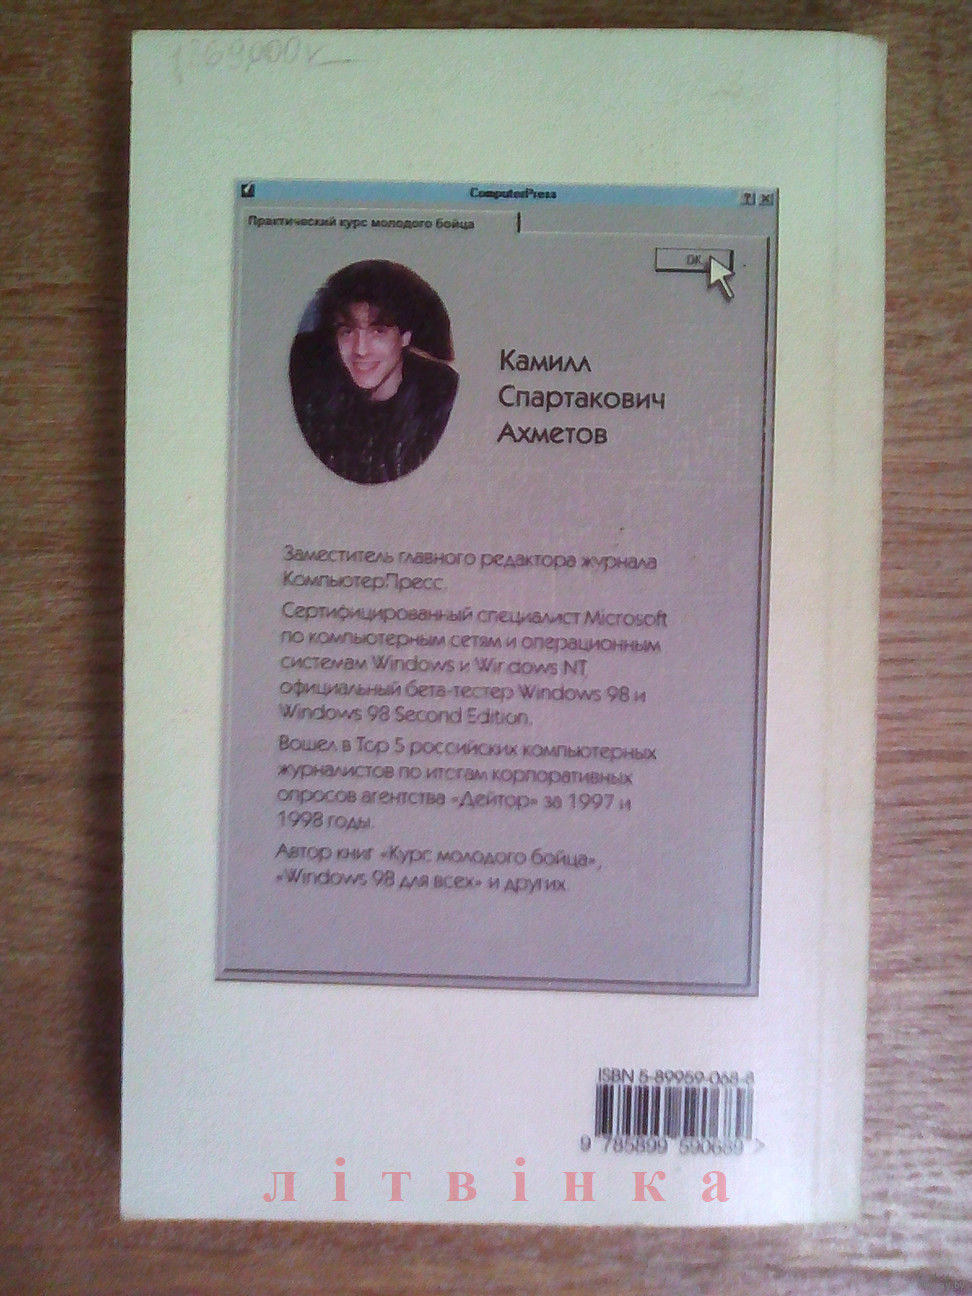 1369,000
ComputerPress
Практический курс молодого бойца
OK
Камилл
Спартакович
Ахметов
Заместитель главного редактора журнала
КомпьютерПресс.
Сертифицированный специалист Microsoft
по компьютерным сетям и операционным
системам Windows и Windows NT,
официальный бета-тестер Windows 98 и
Windows 98 Second Edition.
Вошел в Top 5 российских компьютерных
журналистов по итогам корпоративных
опросов агентства «Дейтор» за 1997 и
1998 годы.
Автор книг «Курс молодого бойца»,
«Windows 98 для всех» и других.
ISBN 5-89959-068-8
9 785899 590689 >
літвінка